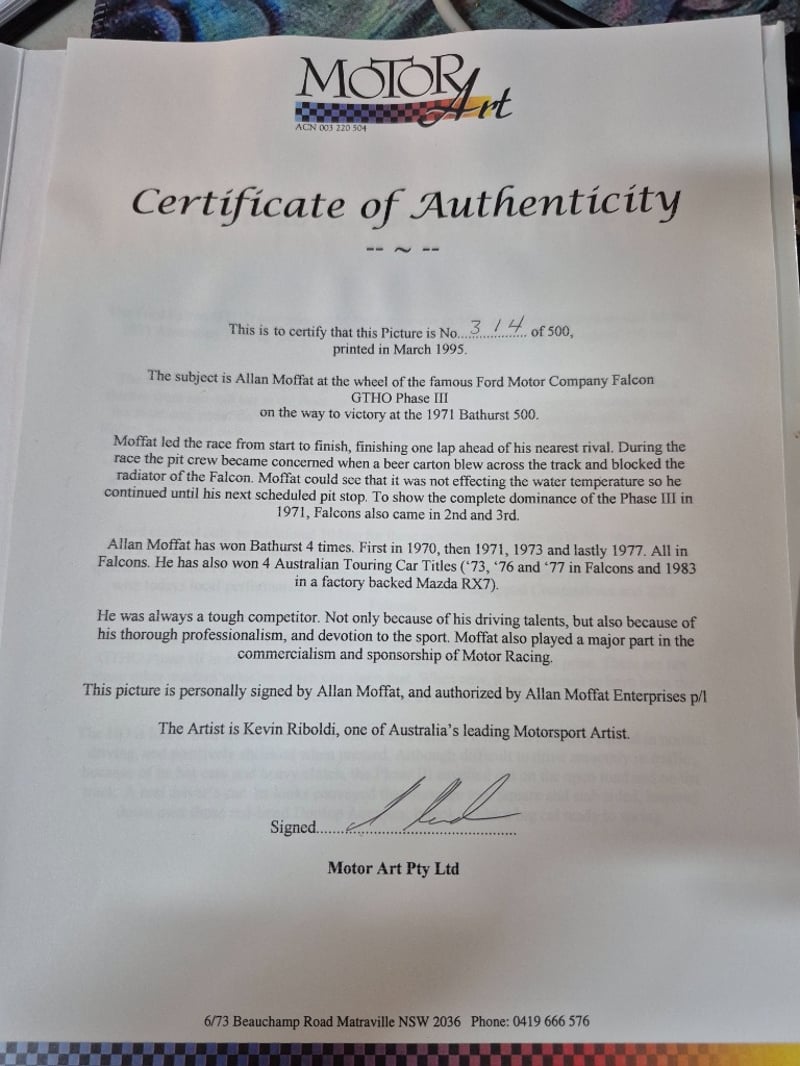 MOTOR Art
ACN 003 220 504
Certificate of Authenticity
-- ~ --
This is to certify that this Picture is No....314.... of 500,
printed in March 1995.
The subject is Allan Moffat at the wheel of the famous Ford Motor Company Falcon
GTHO Phase III
on the way to victory at the 1971 Bathurst 500.
Moffat led the race from start to finish, finishing one lap ahead of his nearest rival. During the
race the pit crew became concerned when a beer carton blew across the track and blocked the
radiator of the Falcon. Moffat could see that it was not effecting the water temperature so he
continued until his next scheduled pit stop. To show the complete dominance of the Phase III in
1971, Falcons also came in 2nd and 3rd.
Allan Moffat has won Bathurst 4 times. First in 1970, then 1971, 1973 and lastly 1977. All in
Falcons. He has also won 4 Australian Touring Car Titles (‘73, ‘76 and ‘77 in Falcons and 1983
in a factory backed Mazda RX7).
He was always a tough competitor. Not only because of his driving talents, but also because of
his thorough professionalism, and devotion to the sport. Moffat also played a major part in the
commercialism and sponsorship of Motor Racing.
This picture is personally signed by Allan Moffat, and authorized by Allan Moffat Enterprises p/l
The Artist is Kevin Riboldi, one of Australia’s leading Motorsport Artist.
Signed..............................
Motor Art Pty Ltd
6/73 Beauchamp Road Matraville NSW 2036 Phone: 0419 666 576